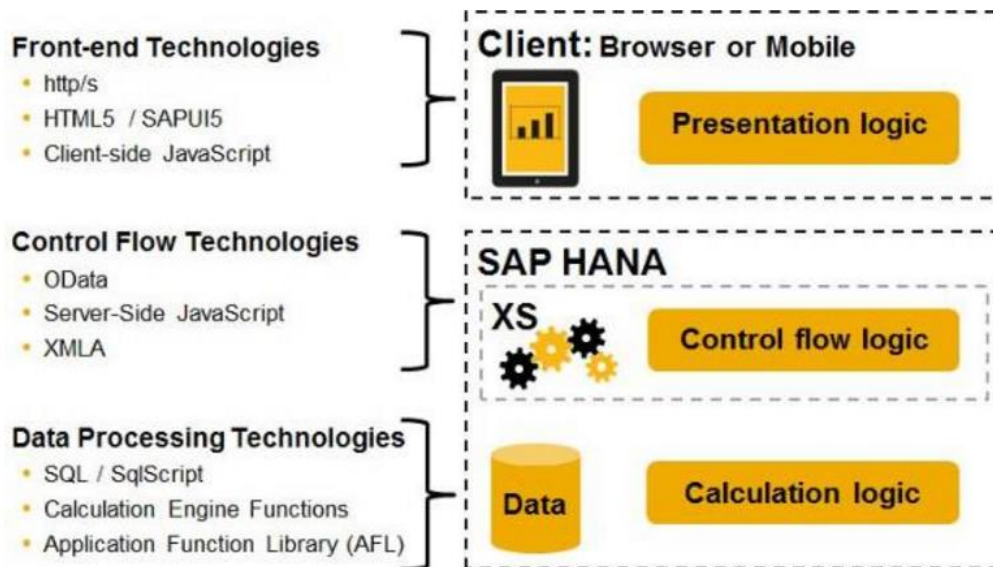 Front-end Technologies
http/s
HTML5 / SAPUI5
Client-side JavaScript
Client: Browser or Mobile
Presentation logic
Control Flow Technologies
OData
Server-Side JavaScript
XMLA
SAP HANA
XS
Control flow logic
Data Processing Technologies
SQL / SqlScript
Calculation Engine Functions
Application Function Library (AFL)
Data
Calculation logic